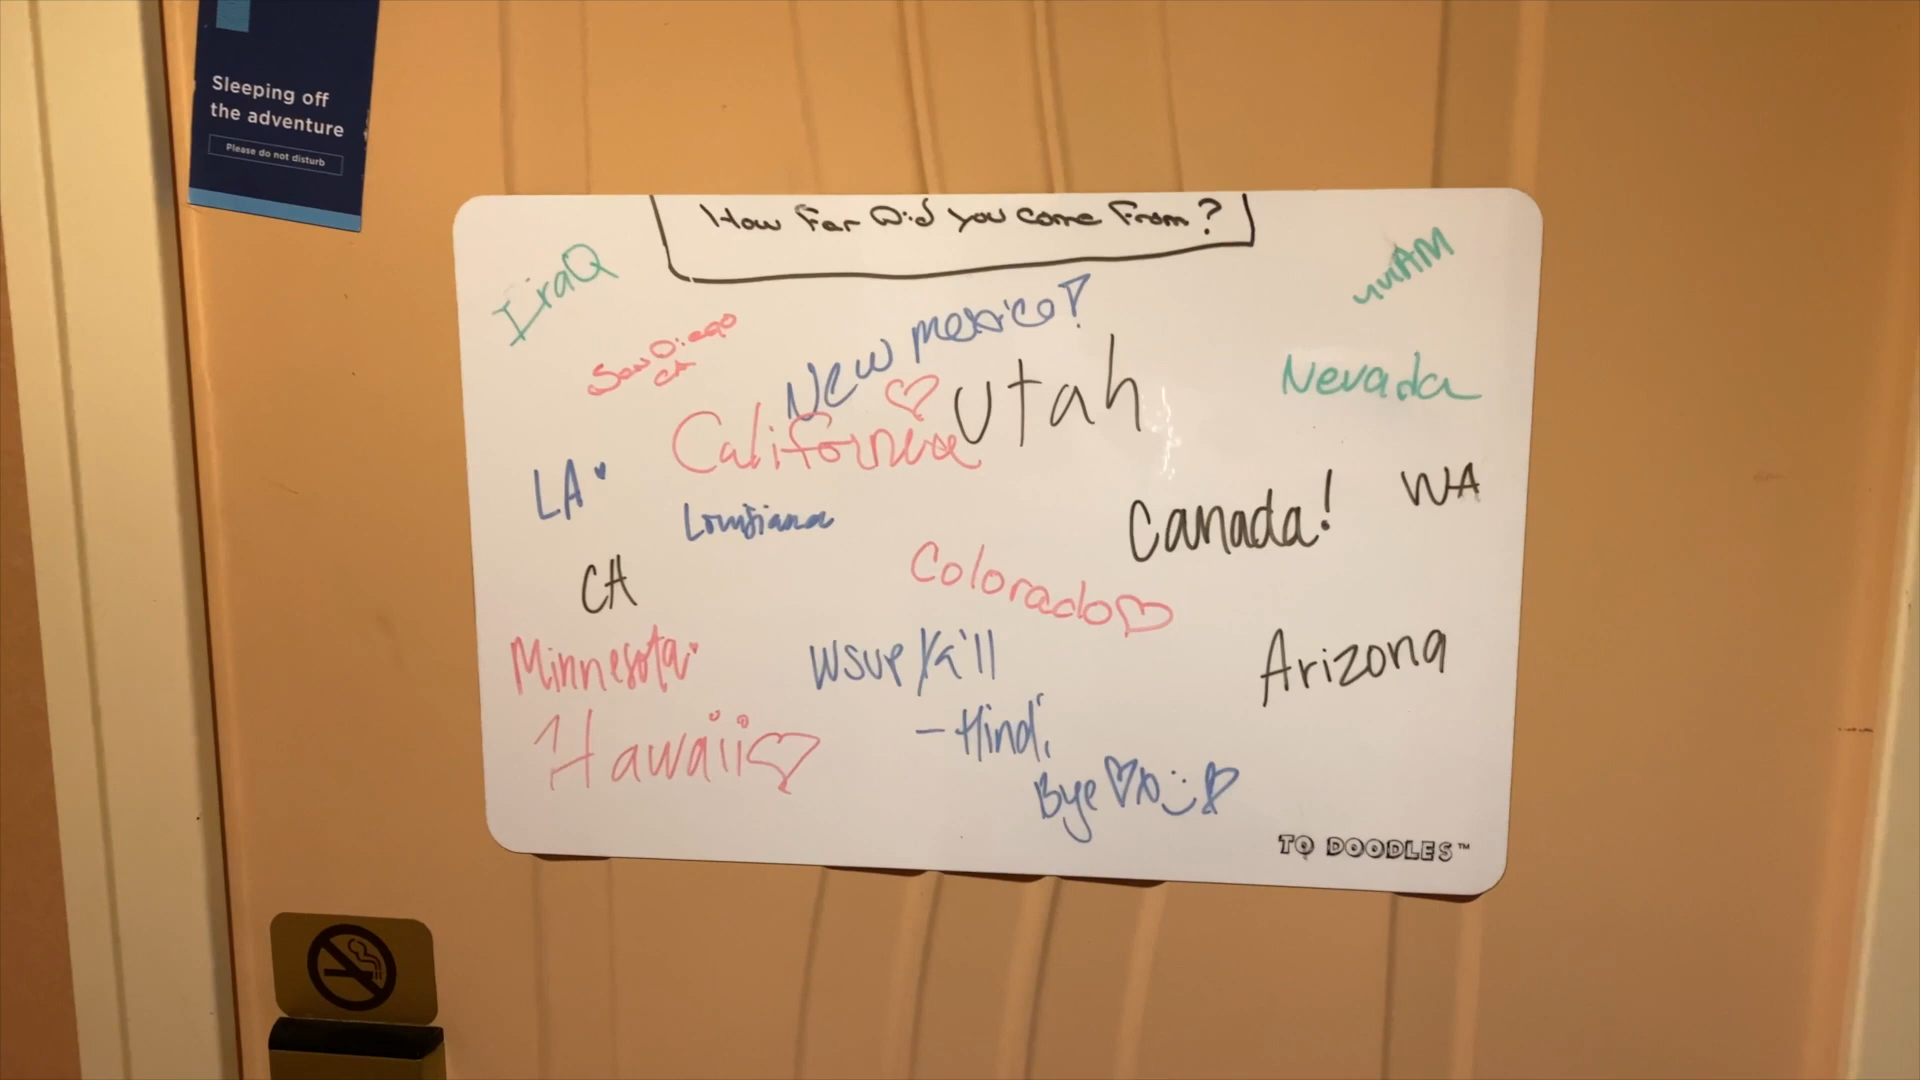 Sleeping off
the adventure
Please do not disturb
How Far Did you come From?
IraQ
San Diego
CA
New Mexico!
Utah
Nevada
California
LA
Louisiana
Canada!
WA
CA
Colorado
Minnesota
Wsup
- Hindi
Arizona
Hawaii
Bye
TO DOODLES™